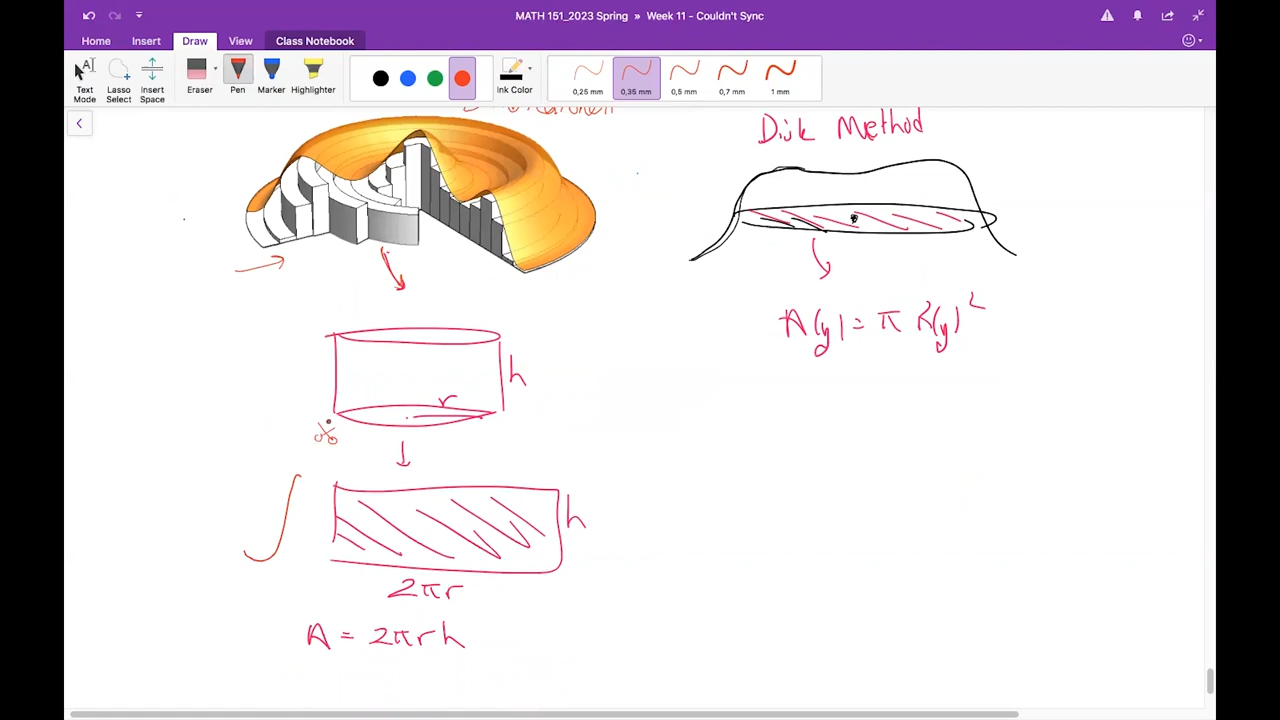 MATH 151_2023 Spring » Week 11 - Couldn't Sync
Home Insert Draw View Class Notebook
Text Mode
Lasso Select
Insert Space
Eraser
Pen
Marker
Highlighter
Ink Color
0,25 mm
0,35 mm
0,5 mm
0,7 mm
1 mm
Disk Method
A(y) = π R(y)²
h
r
h
2πr
A = 2πrh